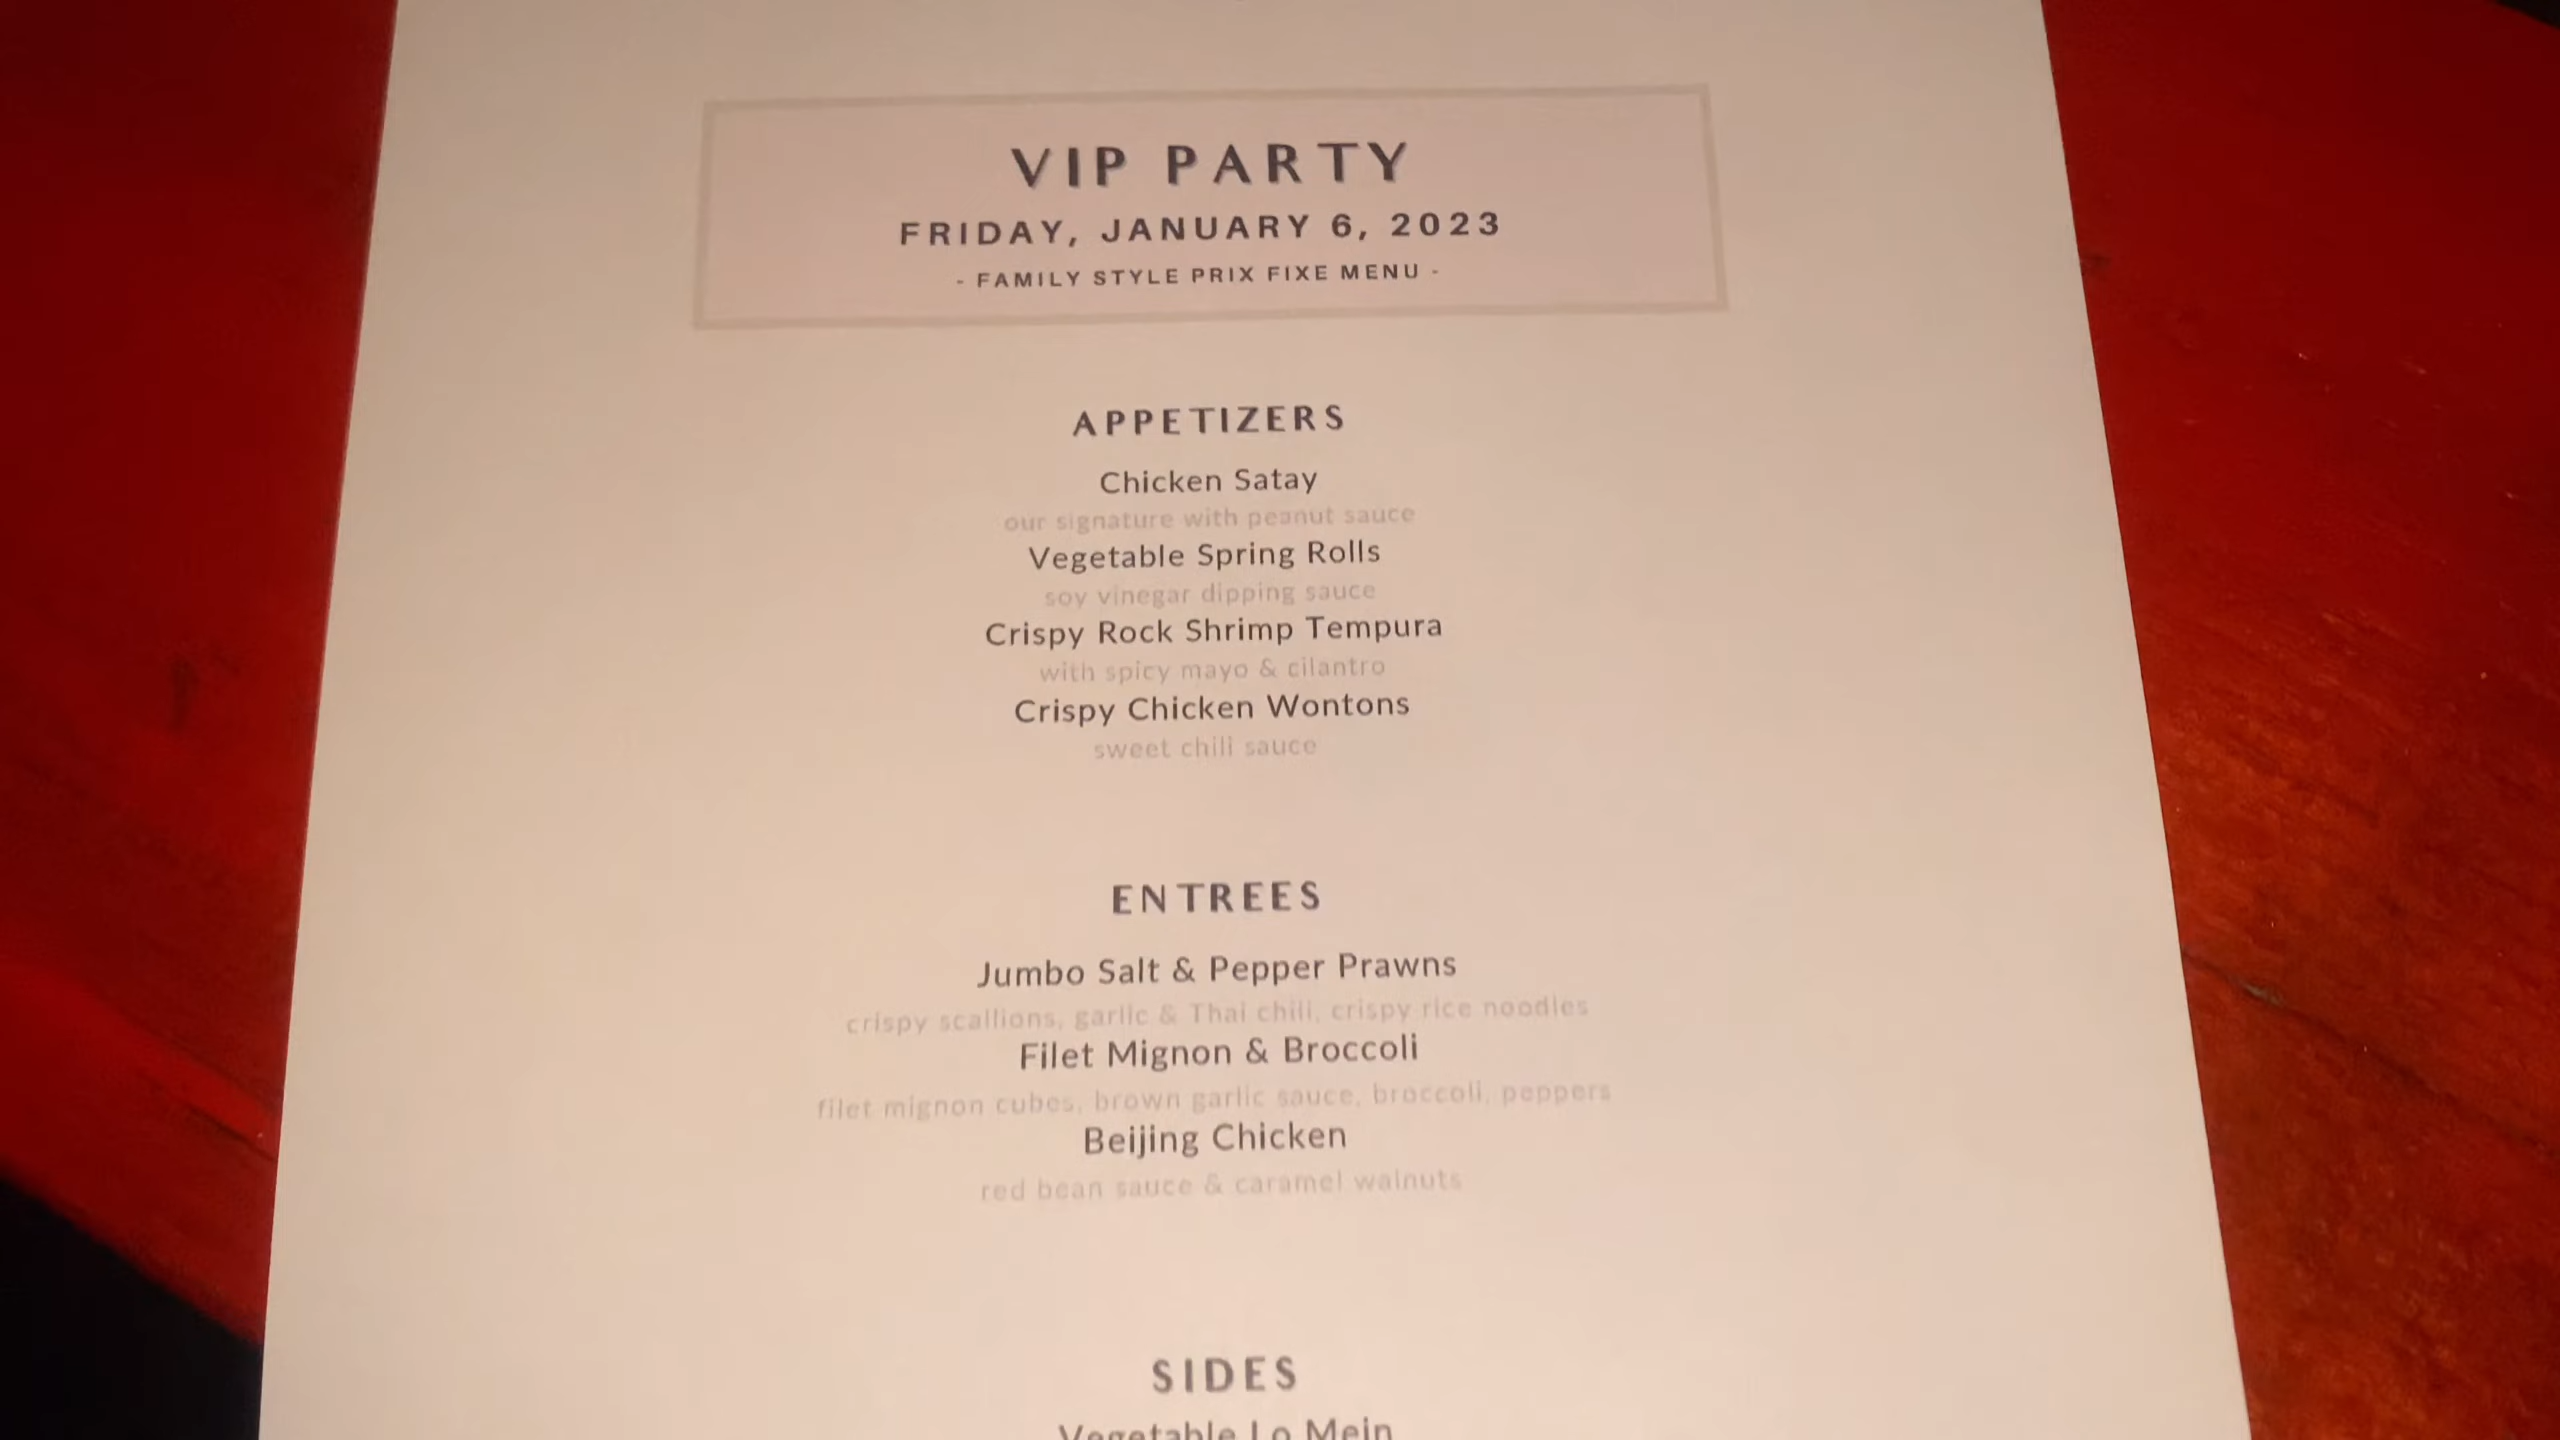 VIP PARTY
FRIDAY, JANUARY 6, 2023
- FAMILY STYLE PRIX FIXE MENU -
APPETIZERS
Chicken Satay
our signature with peanut sauce
Vegetable Spring Rolls
soy vinegar dipping sauce
Crispy Rock Shrimp Tempura
with spicy mayo & cilantro
Crispy Chicken Wontons
sweet chili sauce
ENTREES
Jumbo Salt & Pepper Prawns
crispy scallions, garlic & Thai chili, crispy rice noodles
Filet Mignon & Broccoli
filet mignon cubes, brown garlic sauce, broccoli, peppers
Beijing Chicken
red bean sauce & caramel walnuts
SIDES
Vegetable Lo Mein